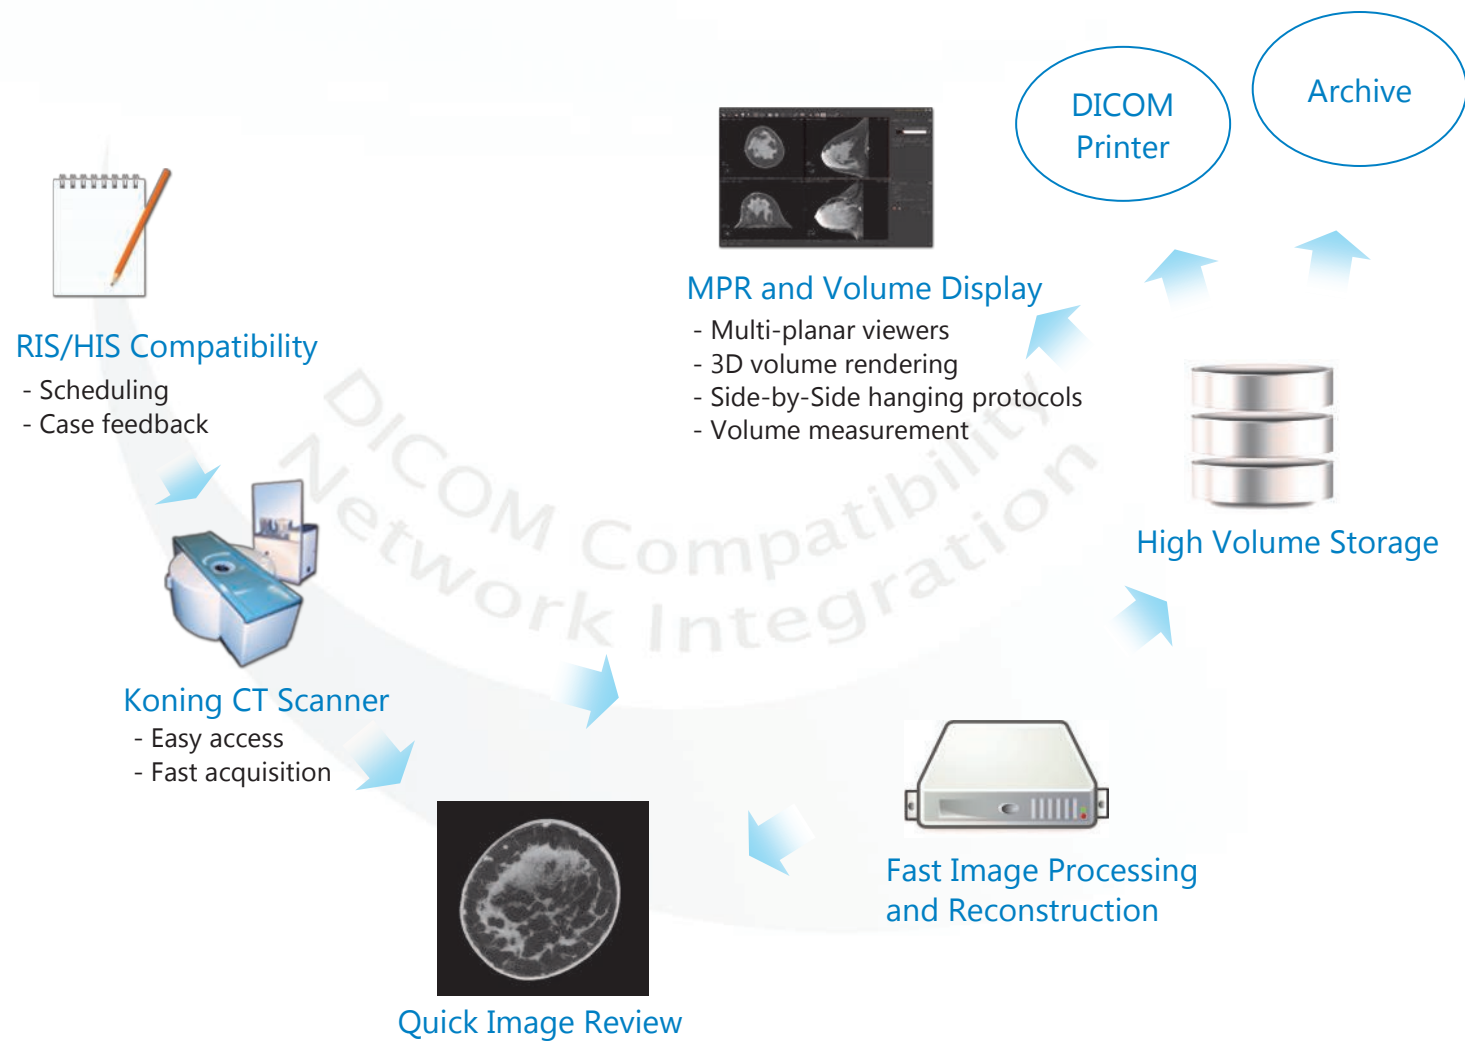 DICOM
Printer
Archive
RIS/HIS Compatibility
- Scheduling
- Case feedback
MPR and Volume Display
- Multi-planar viewers
- 3D volume rendering
- Side-by-Side hanging protocols
- Volume measurement
DICOM Compatibility
Network Integration
High Volume Storage
Koning CT Scanner
- Easy access
- Fast acquisition
Fast Image Processing
and Reconstruction
Quick Image Review